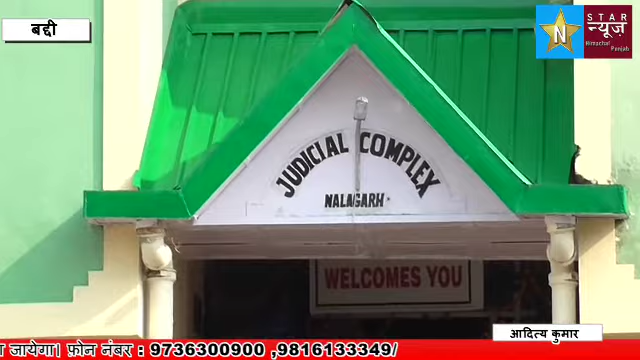 बद्दी
N
STAR
न्यूज़
Himachal
Punjab
JUDICIAL COMPLEX
NALAGARH
WELCOMES YOU
आदित्य कुमार
जायेगा। फ़ोन नंबर : 9736300900 ,9816133349/